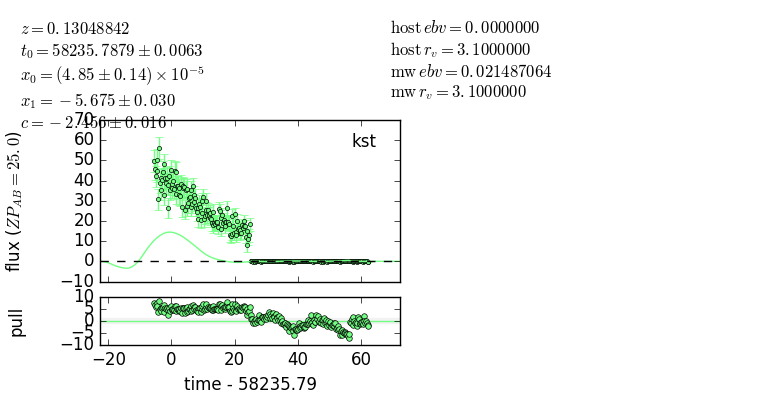 z = 0.13048842
t₀ = 58235.7879 ± 0.0063
x₀ = (4.85 ± 0.14) × 10⁻⁵
x₁ = −5.675 ± 0.030
c = −2.456 ± 0.016
host ebv = 0.0000000
host r_v = 3.1000000
mw ebv = 0.021487064
mw r_v = 3.1000000
70
60
50
40
30
20
10
0
−10
flux (ZP_AB = 25.0)
kst
10
5
0
−5
−10
pull
−20 0 20 40 60
time - 58235.79